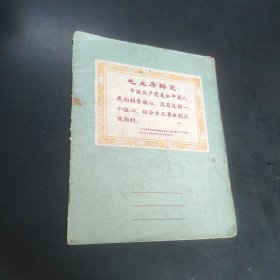 毛主席语录
中国共产党是全中国人
民的领导核心。没有这样一
个核心，社会主义事业就不
能胜利。